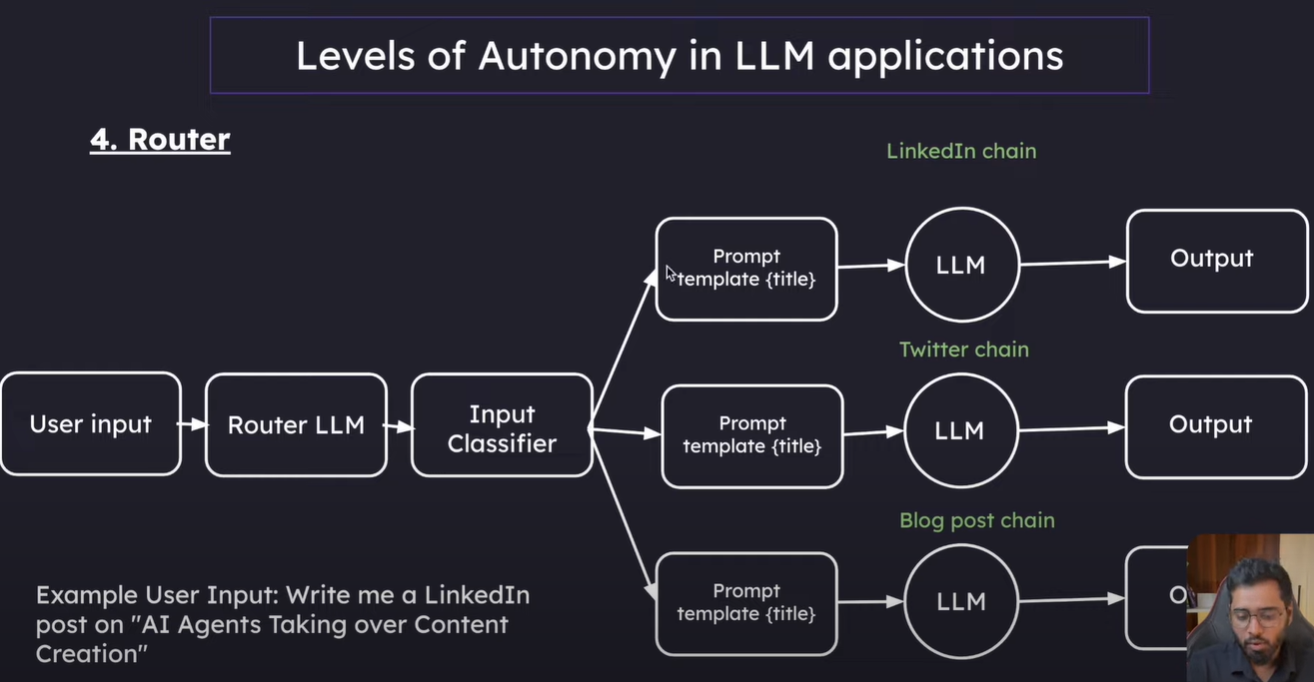 Levels of Autonomy in LLM applications
4. Router
LinkedIn chain
Prompt
template {title}
LLM
Output
Twitter chain
User input
Router LLM
Input
Classifier
Prompt
template {title}
LLM
Output
Blog post chain
Prompt
template {title}
LLM
Example User Input: Write me a LinkedIn
post on "AI Agents Taking over Content
Creation"